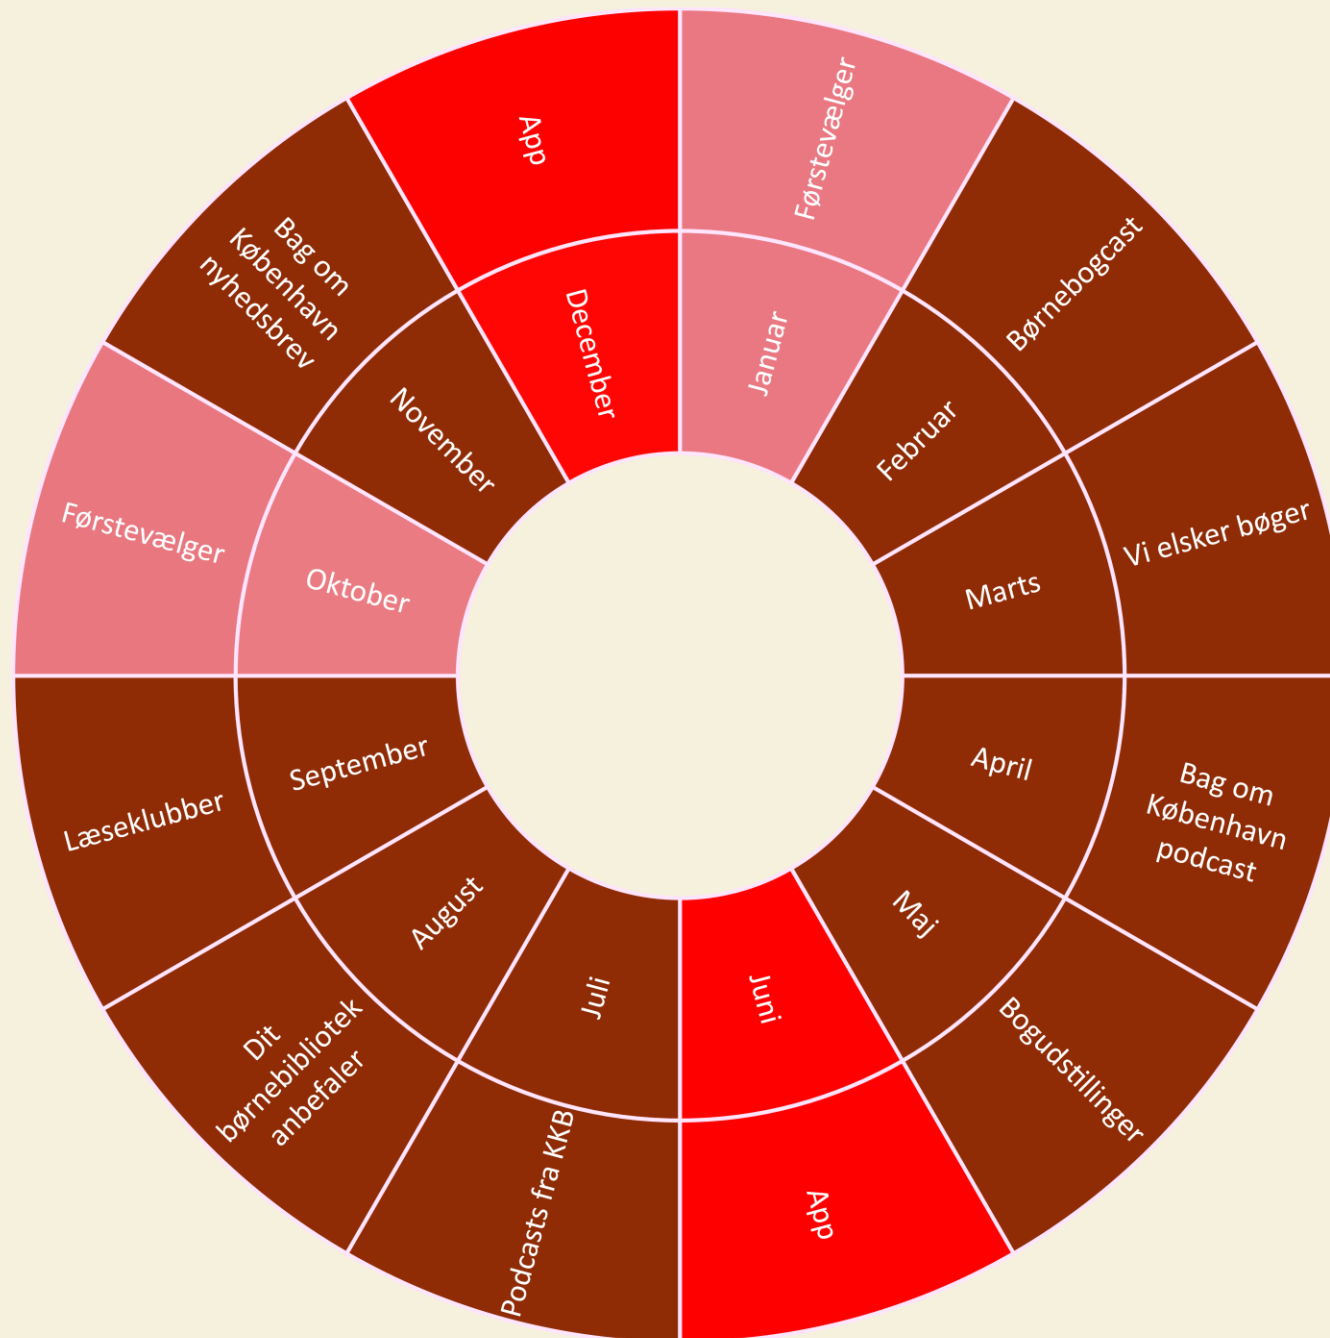 Førstevælger
Januar
Børnebogcast
Februar
Vi elsker bøger
Marts
Bag om
København
podcast
April
Bogudstillinger
Maj
App
Juni
Podcasts fra KKB
Juli
Dit
børnebibliotek
anbefaler
August
Læseklubber
September
Førstevælger
Oktober
Bag om
København
nyhedsbrev
November
App
December